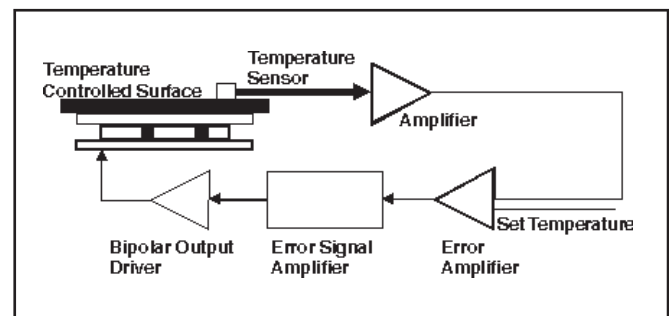 Temperature
Sensor
Temperature
Controlled Surface
Amplifier
Set Temperature
Bipolar Output
Driver
Error Signal
Amplifier
Error
Amplifier